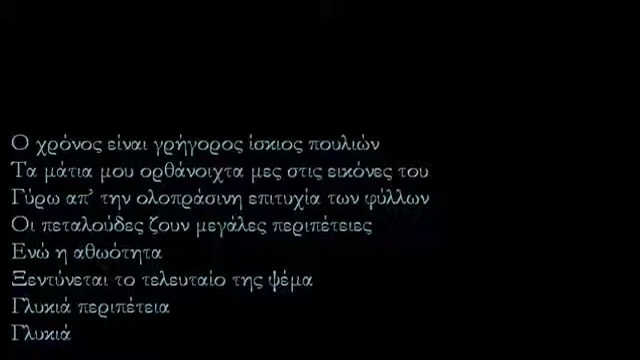 Ο χρόνος είναι γρήγορος ίσκιος πουλιών
Τα μάτια μου ορθάνοιχτα μες στις εικόνες του
Γύρω απ' την ολοπράσινη επιτυχία των φύλλων
Οι πεταλούδες ζουν μεγάλες περιπέτειες
Ενώ η αθωότητα
Ξεντύνεται το τελευταίο της ψέμα
Γλυκιά περιπέτεια
Γλυκιά